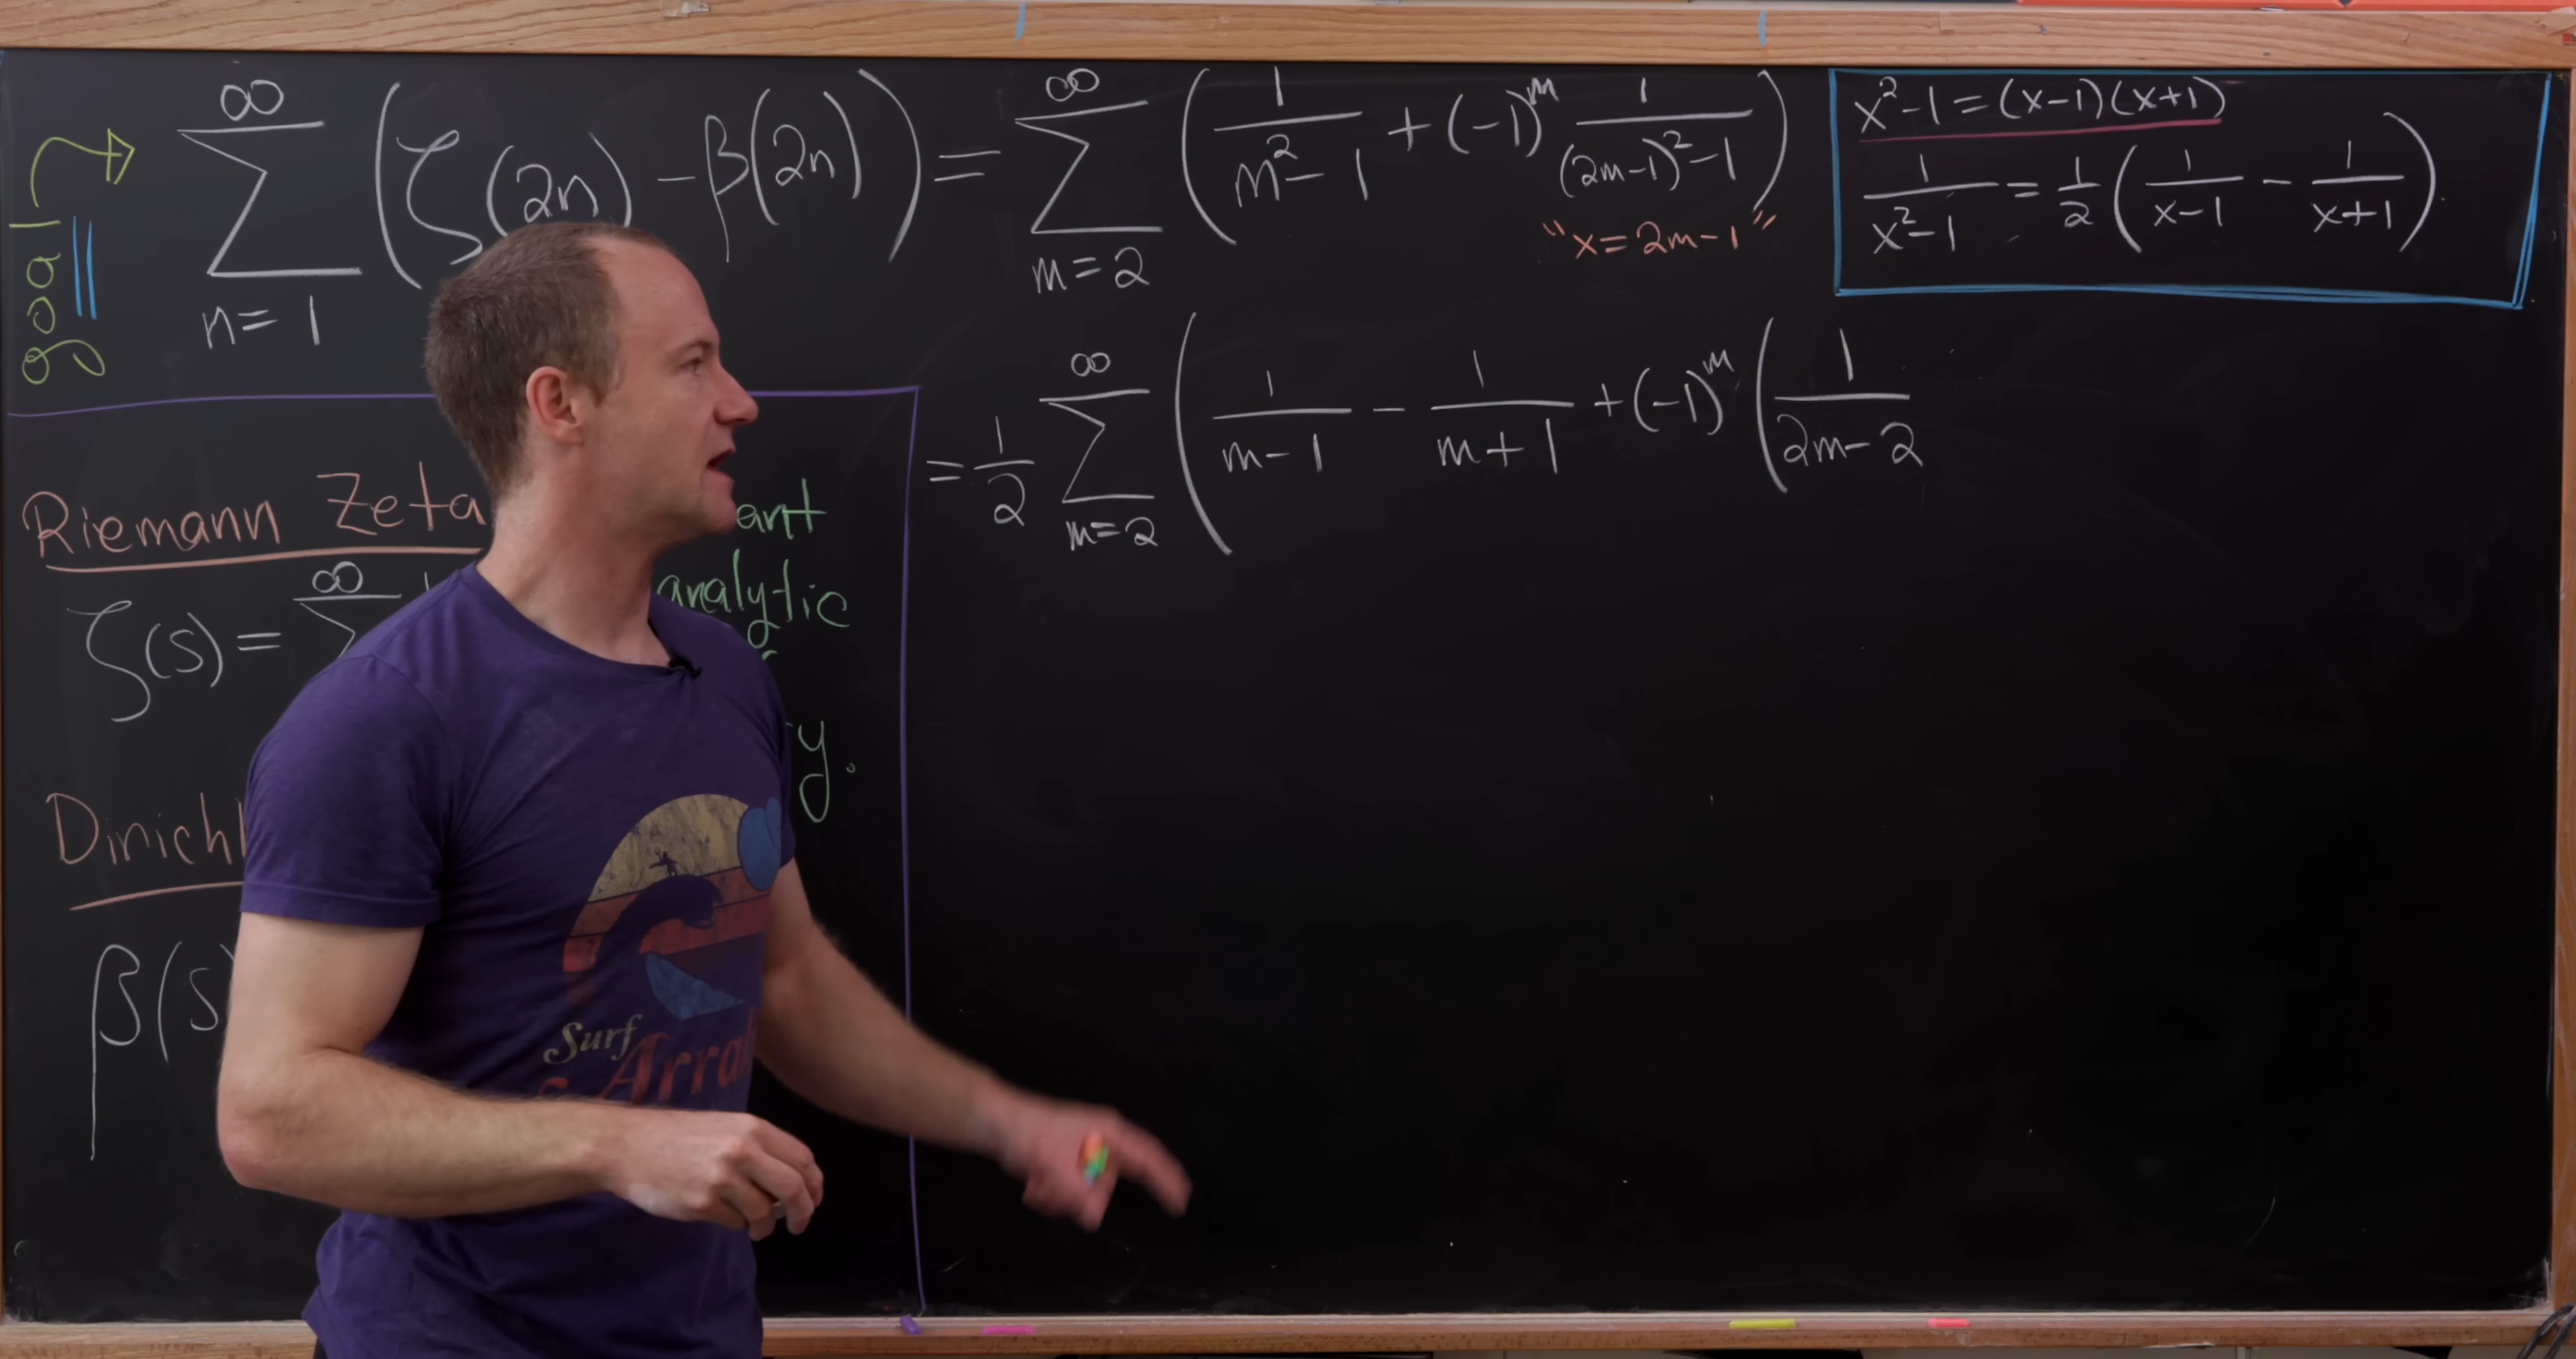 goal
∞ ∞
∑ (ζ(2n) - β(2n)) = ∑ (1/(m²-1) + (-1)^m 1/((2m-1)²-1))
n=1 m=2
"x=2m-1"
x²-1=(x-1)(x+1)
1/(x²-1) = 1/2 (1/(x-1) - 1/(x+1)).
∞
= 1/2 ∑ (1/(m-1) - 1/(m+1) + (-1)^m (1/(2m-2)
m=2
Riemann Zeta
∞
ζ(s) = ∑
analytic
y.
β(s)
Surf